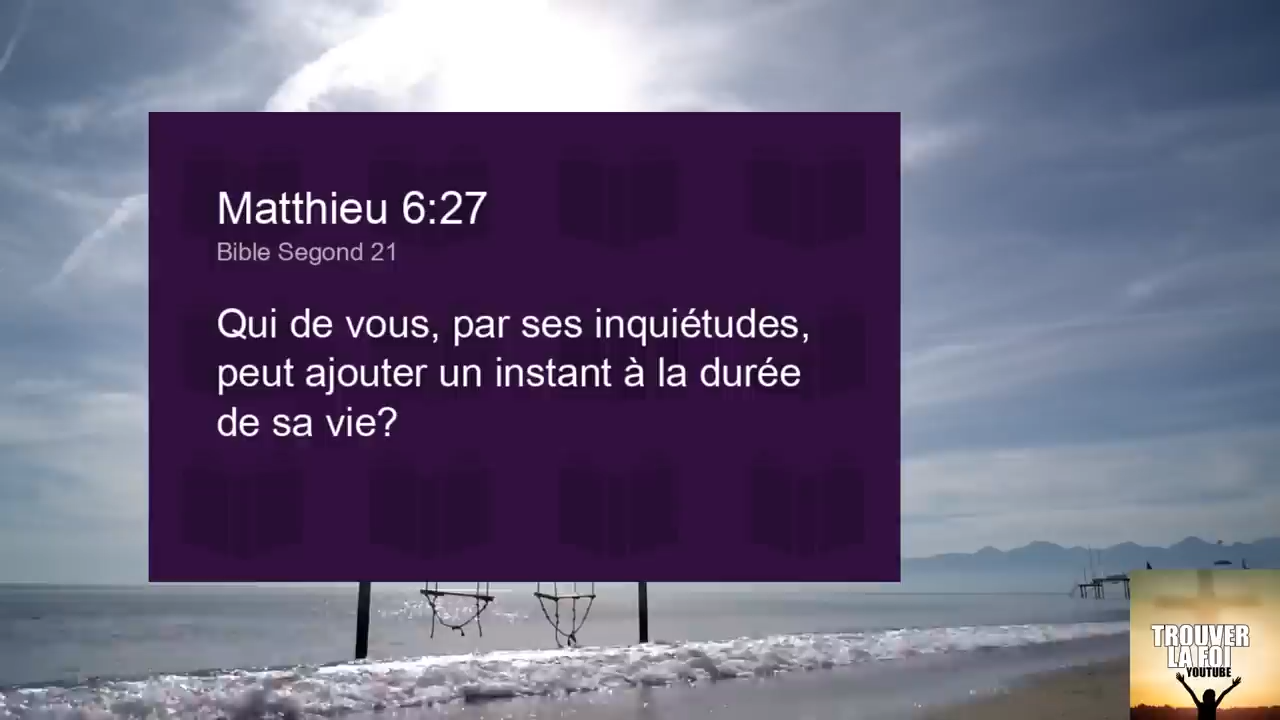 Matthieu 6:27
Bible Segond 21
Qui de vous, par ses inquiétudes,
peut ajouter un instant à la durée
de sa vie?
TROUVER
LA FOI
YOUTUBE